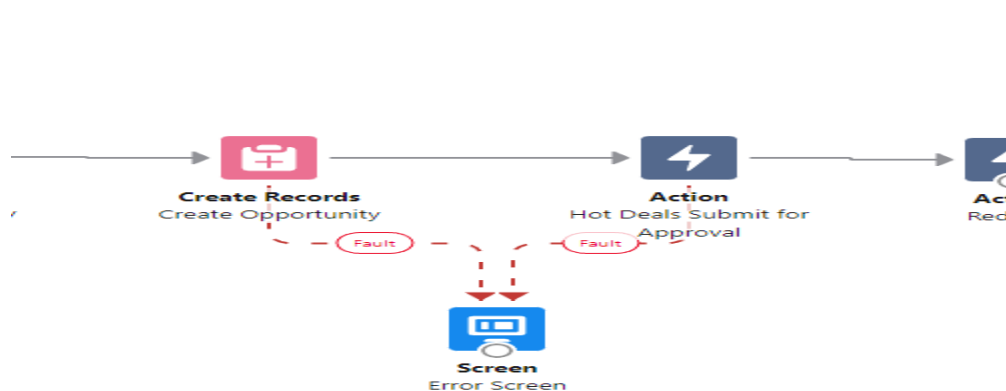 Create Records
Create Opportunity
Action
Hot Deals Submit for
Approval
Fault
Fault
Screen
Error Screen